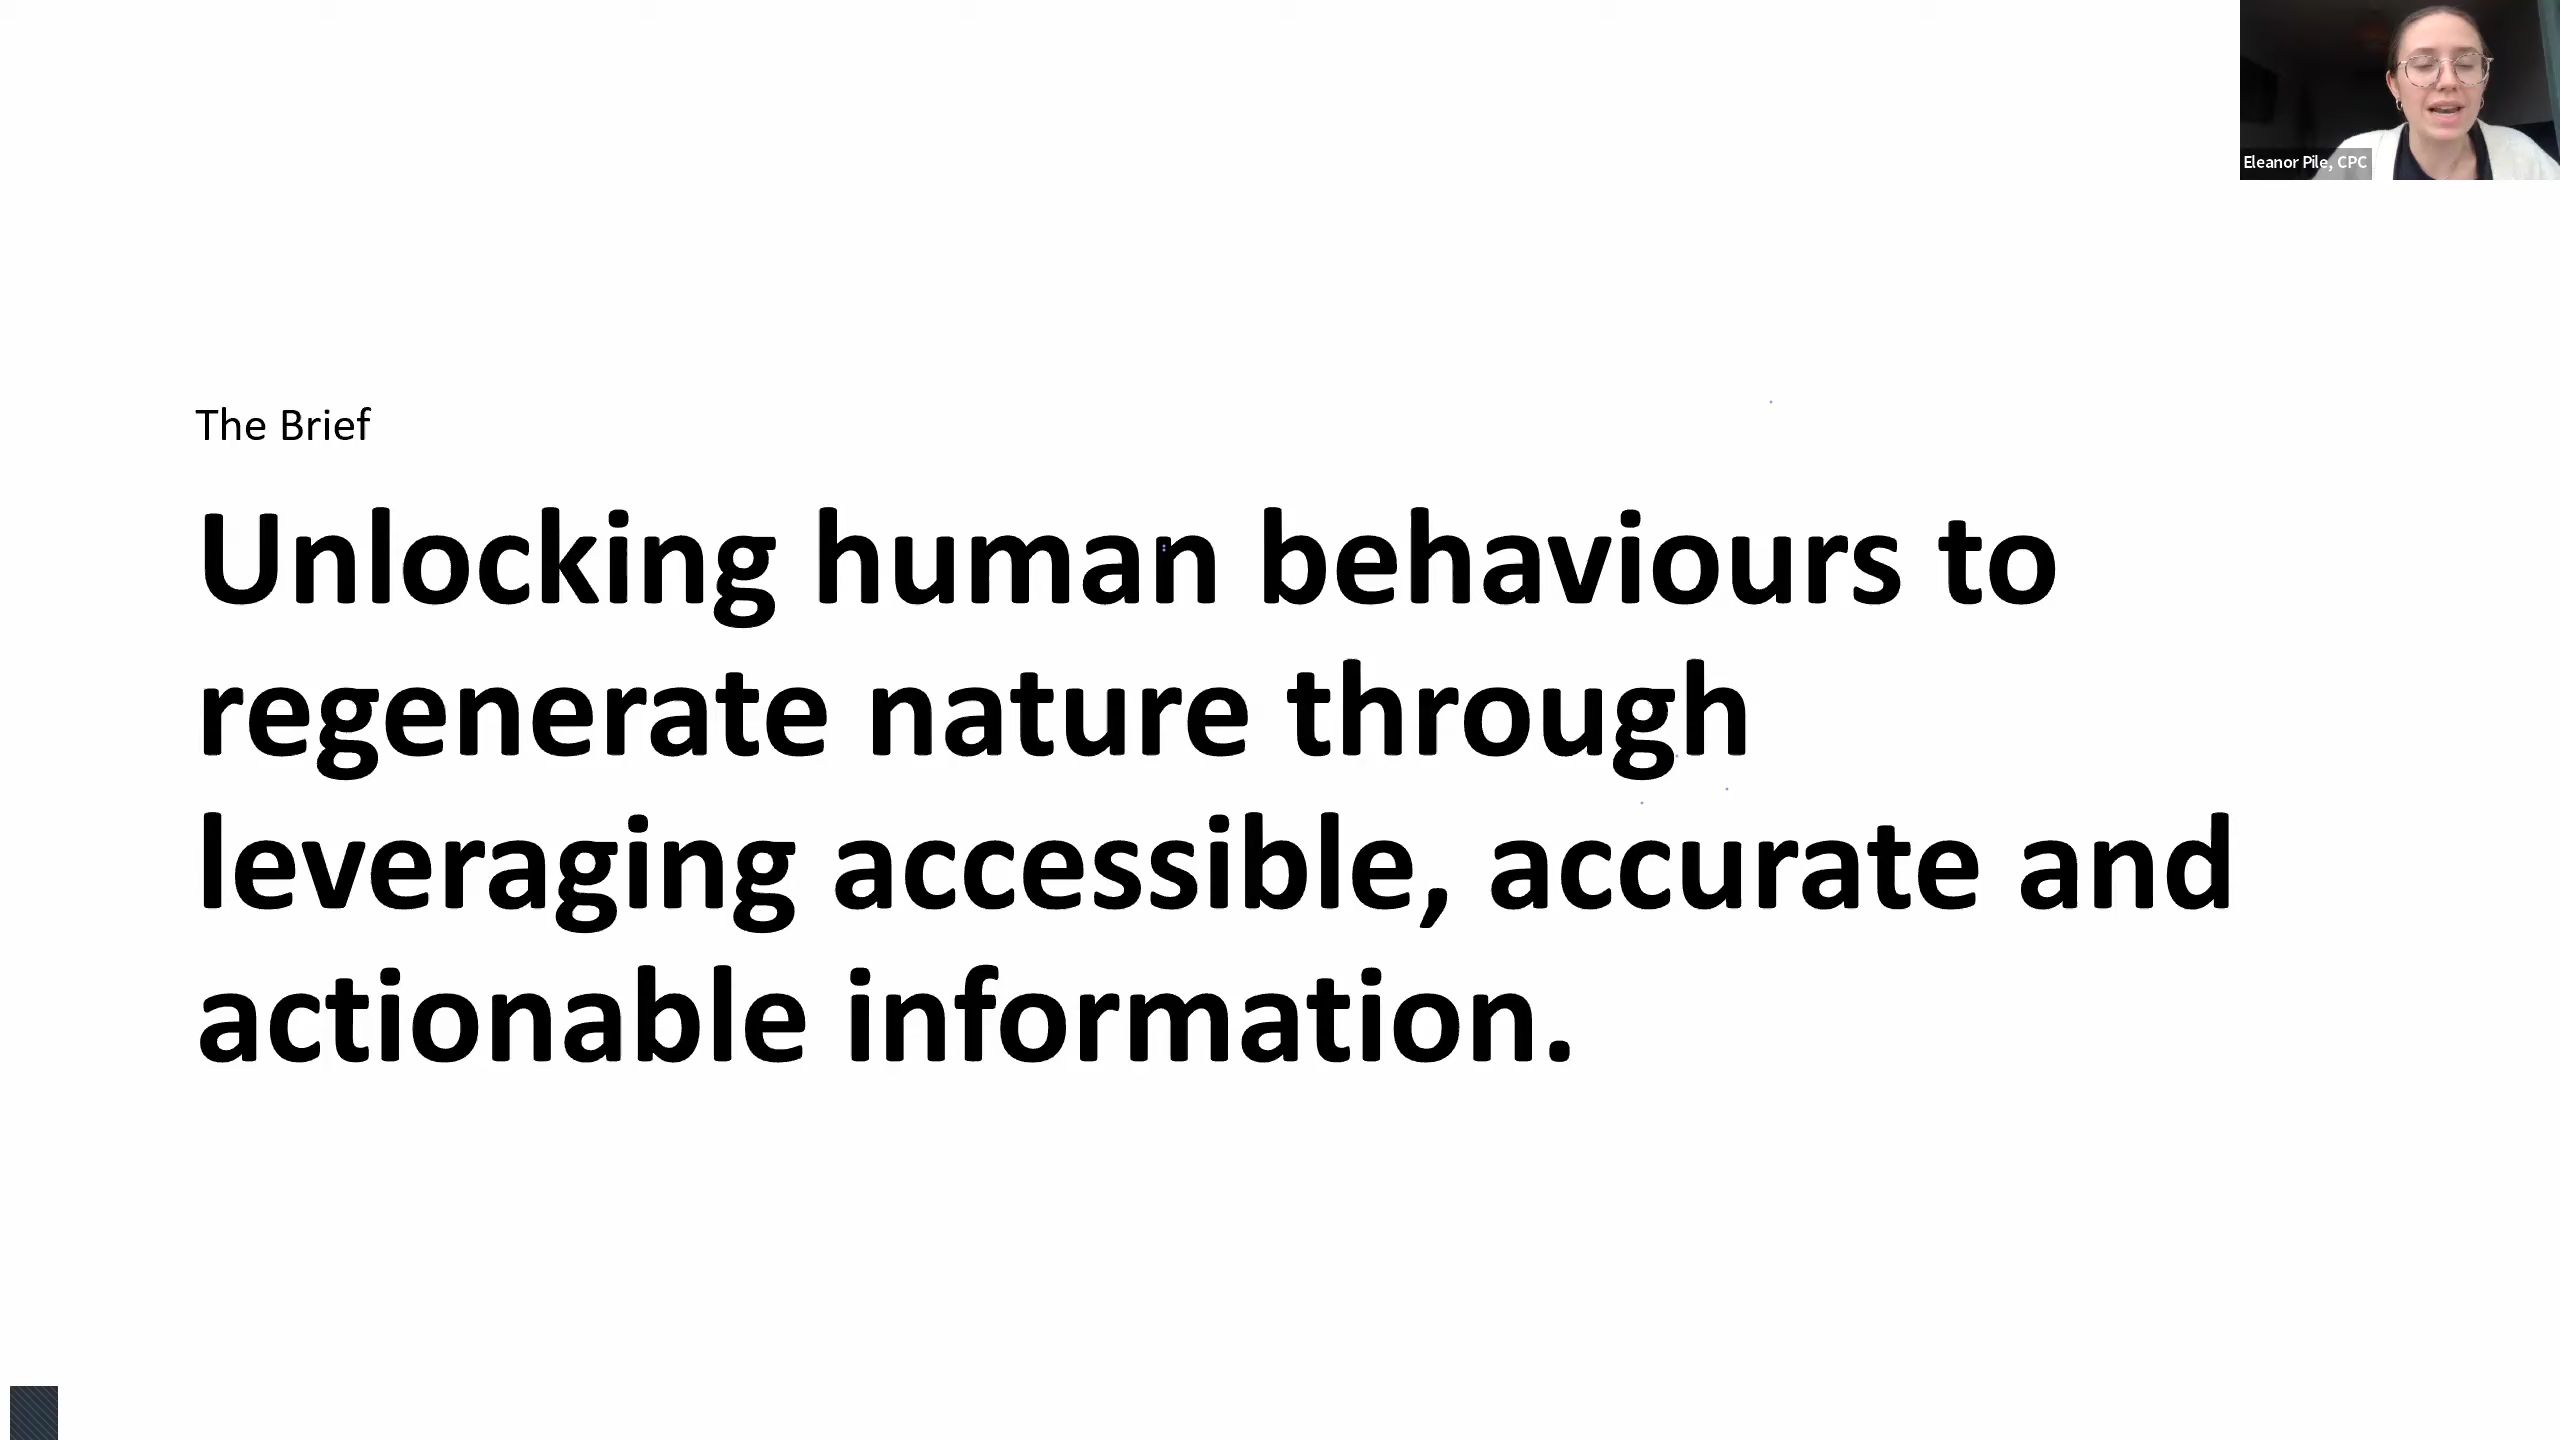 Eleanor Pile, CPC
The Brief
Unlocking human behaviours to
regenerate nature through
leveraging accessible, accurate and
actionable information.